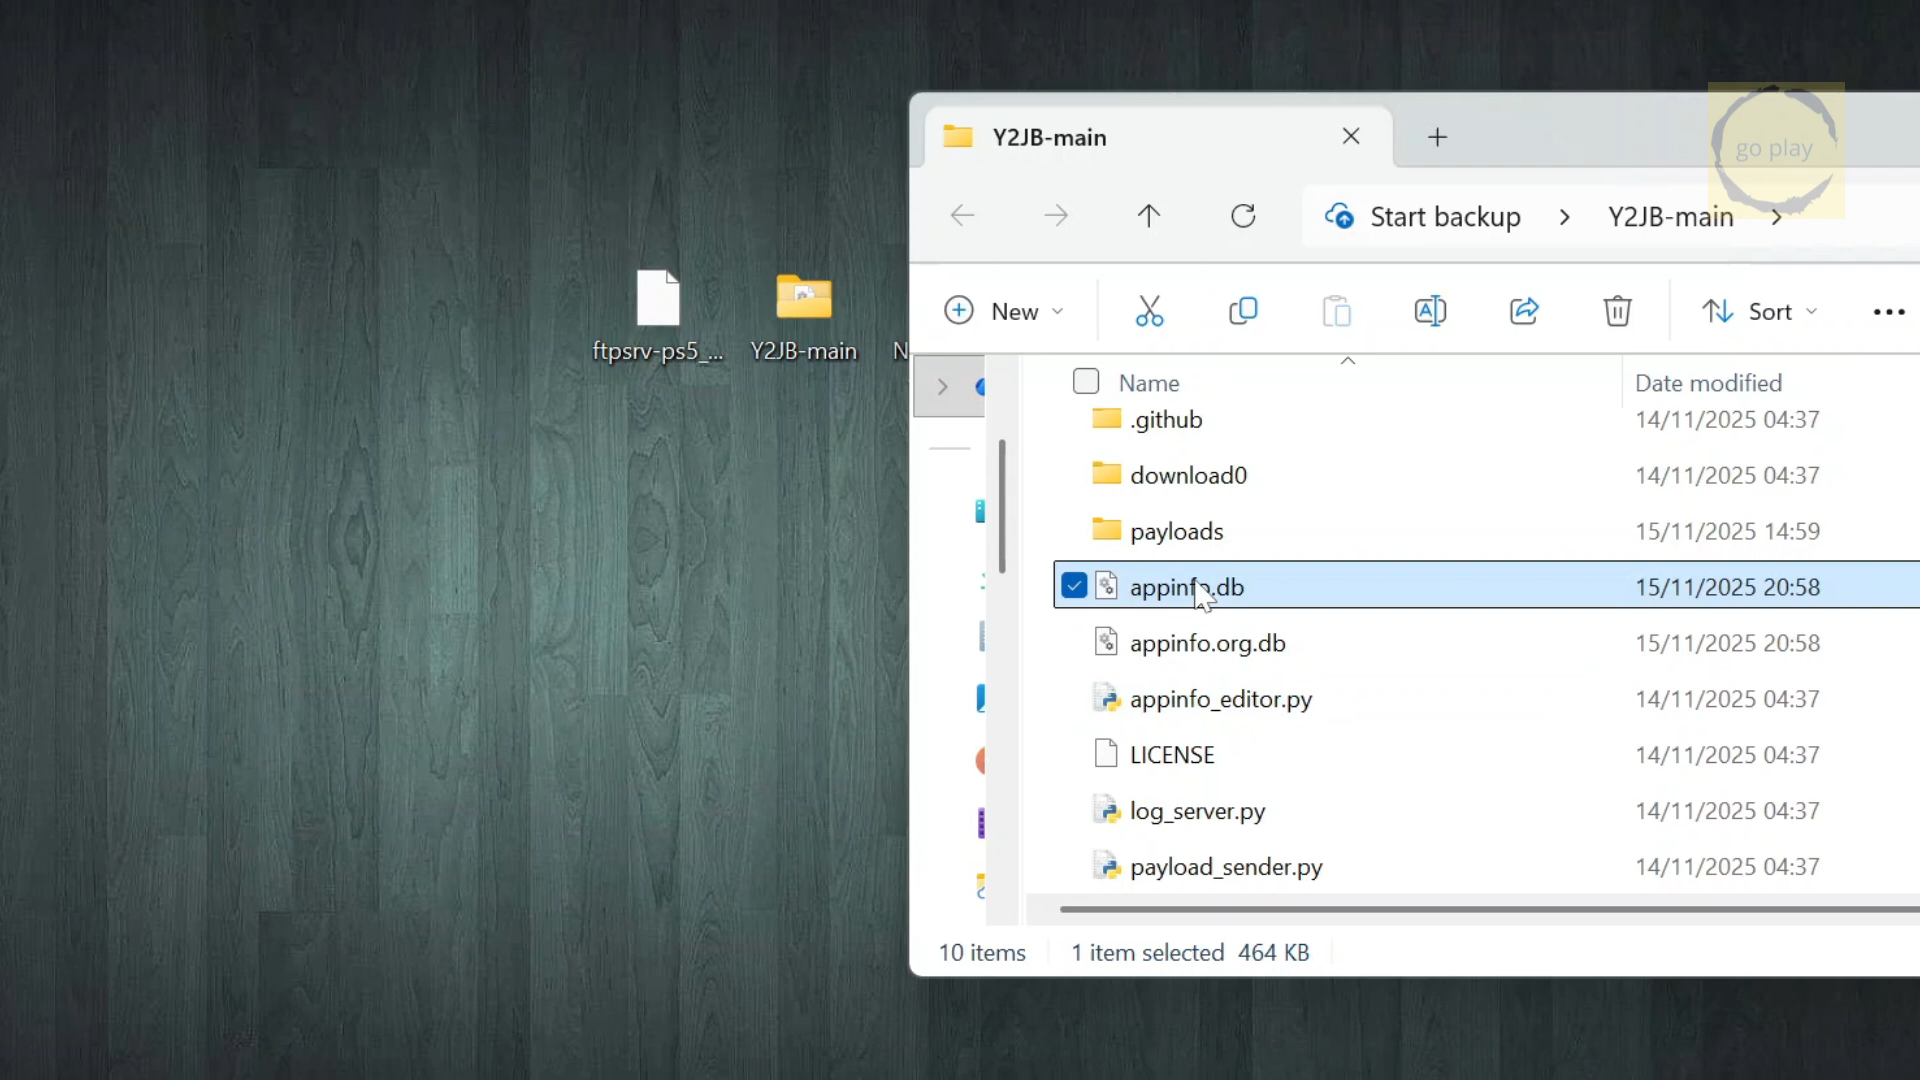 ftpsrv-ps5_...
Y2JB-main
N
Y2JB-main
go play
Start backup
Y2JB-main
New
Sort
Name
Date modified
.github
14/11/2025 04:37
download0
14/11/2025 04:37
payloads
15/11/2025 14:59
appinfo.db
15/11/2025 20:58
appinfo.org.db
15/11/2025 20:58
appinfo_editor.py
14/11/2025 04:37
LICENSE
14/11/2025 04:37
log_server.py
14/11/2025 04:37
payload_sender.py
14/11/2025 04:37
10 items
1 item selected 464 KB